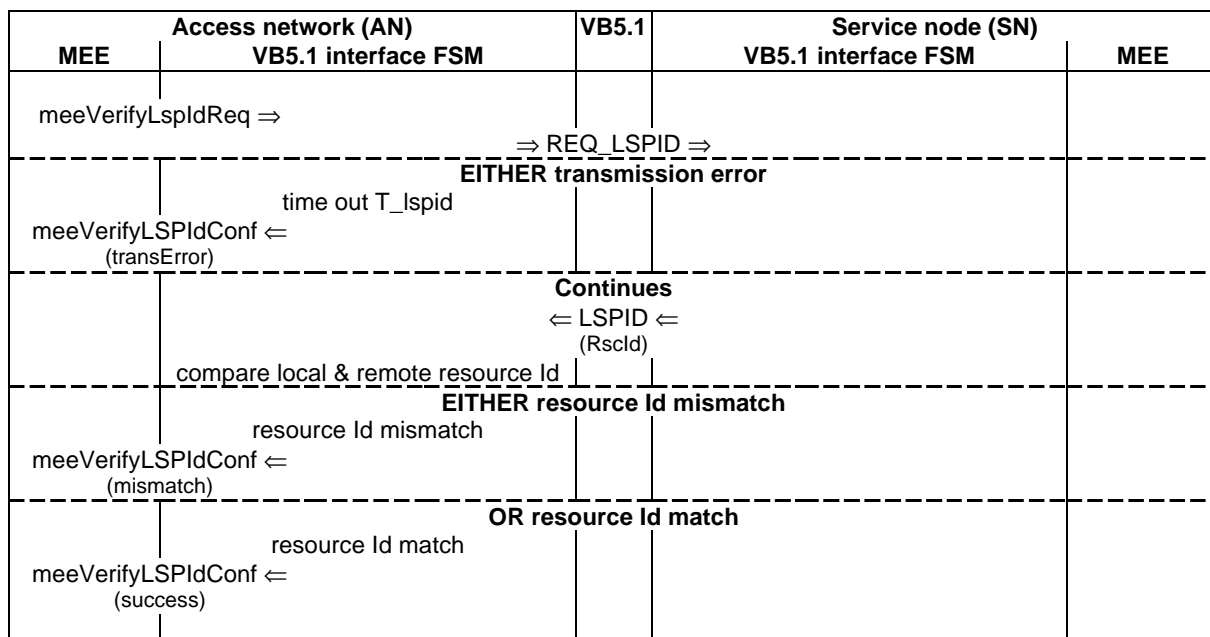 Access network (AN) VB5.1 Service node (SN)
MEE VB5.1 interface FSM VB5.1 interface FSM MEE
meeVerifyLspIdReq ⇒
⇒ REQ_LSPID ⇒
EITHER transmission error
time out T_lspid
meeVerifyLSPIdConf ⇐
(transError)
Continues
⇐ LSPID ⇐
(RscId)
compare local & remote resource Id
EITHER resource Id mismatch
resource Id mismatch
meeVerifyLSPIdConf ⇐
(mismatch)
OR resource Id match
resource Id match
meeVerifyLSPIdConf ⇐
(success)